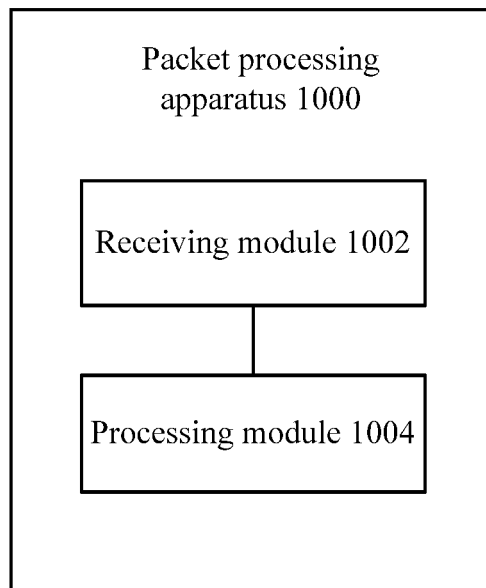 Packet processing
apparatus 1000
Receiving module 1002
Processing module 1004